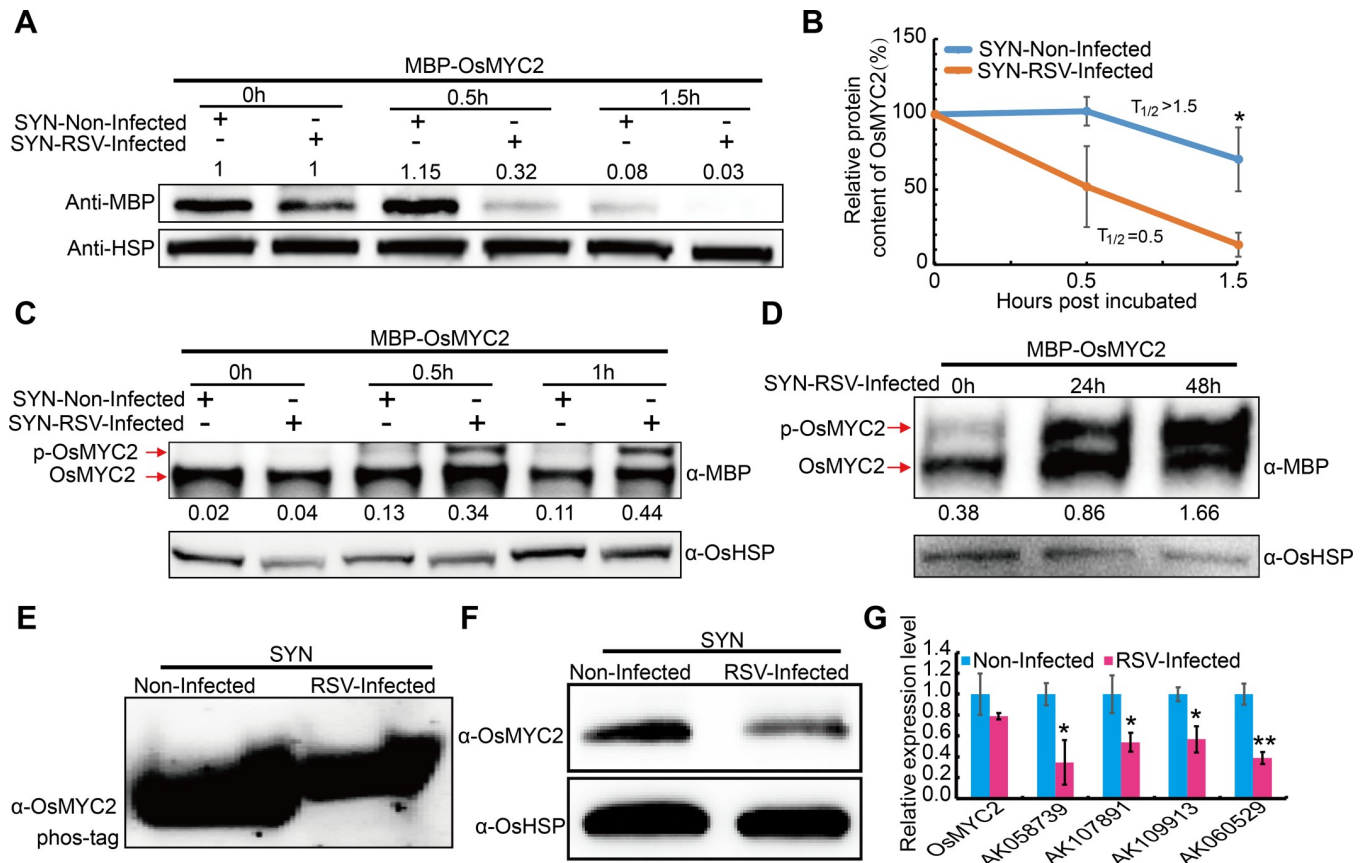 A
MBP-OsMYC2
0h 0.5h 1.5h
SYN-Non-Infected + - + - + -
SYN-RSV-Infected - + - + - +
1 1 1.15 0.32 0.08 0.03
Anti-MBP
Anti-HSP
B
Relative protein
content of OsMYC2(%)
150
100
50
0
SYN-Non-Infected
SYN-RSV-Infected
T1/2>1.5
*
T1/2=0.5
0 0.5 1.5
Hours post incubated
C
MBP-OsMYC2
0h 0.5h 1h
SYN-Non-Infected + - + - + -
SYN-RSV-Infected - + - + - +
p-OsMYC2
OsMYC2
α-MBP
0.02 0.04 0.13 0.34 0.11 0.44
α-OsHSP
D
MBP-OsMYC2
SYN-RSV-Infected 0h 24h 48h
p-OsMYC2
OsMYC2
α-MBP
0.38 0.86 1.66
α-OsHSP
E
SYN
Non-Infected RSV-Infected
α-OsMYC2
phos-tag
F
SYN
Non-Infected RSV-Infected
α-OsMYC2
α-OsHSP
G
Relative expression level
1.4
1.2
1.0
0.8
0.6
0.4
0.2
0.0
Non-Infected RSV-Infected
* * * **
OsMYC2 AK058739 AK107891 AK109913 AK060529